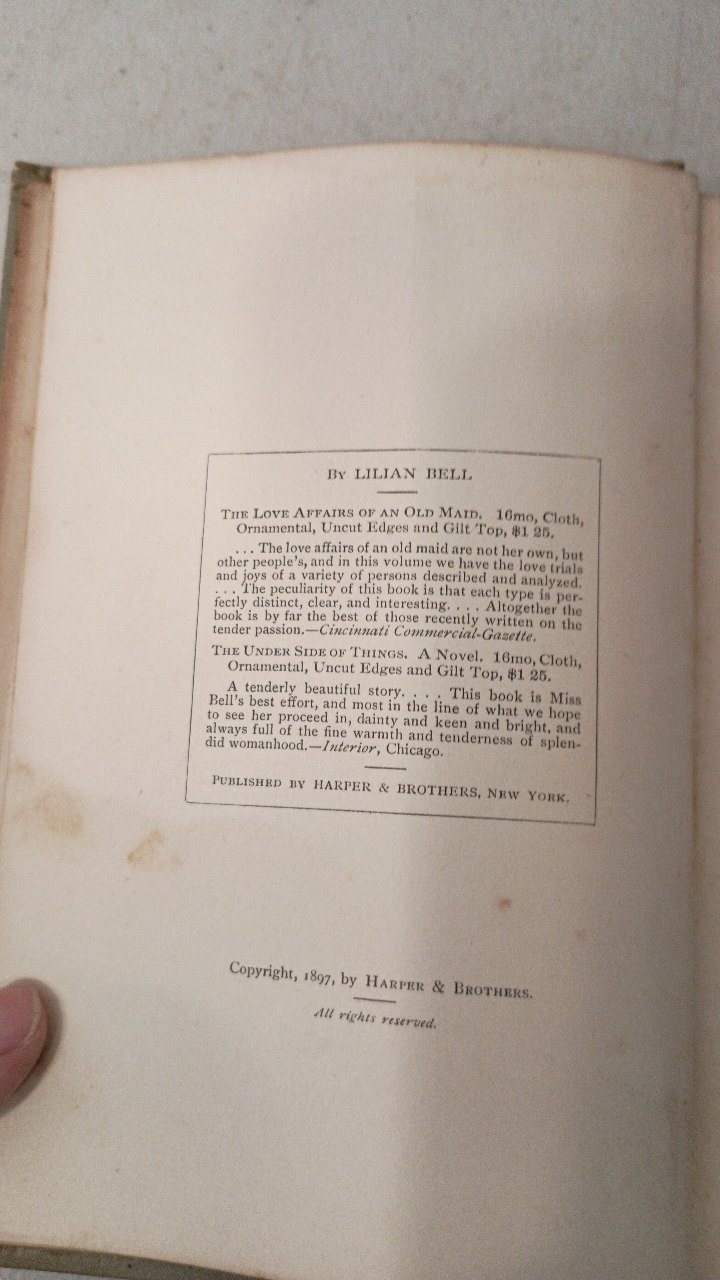 By LILIAN BELL
The Love Affairs of an Old Maid. 16mo, Cloth,
Ornamental, Uncut Edges and Gilt Top, $1 25.
. . . The love affairs of an old maid are not her own, but
other people's, and in this volume we have the love trials
and joys of a variety of persons described and analyzed.
. . . The peculiarity of this book is that each type is per-
fectly distinct, clear, and interesting. . . . Altogether the
book is by far the best of those recently written on the
tender passion.—Cincinnati Commercial-Gazette.
The Under Side of Things. A Novel. 16mo, Cloth,
Ornamental, Uncut Edges and Gilt Top, $1 25.
A tenderly beautiful story. . . . This book is Miss
Bell's best effort, and most in the line of what we hope
to see her proceed in, dainty and keen and bright, and
always full of the fine warmth and tenderness of splen-
did womanhood.—Interior, Chicago.
Published by HARPER & BROTHERS, New York.
Copyright, 1897, by Harper & Brothers.
All rights reserved.